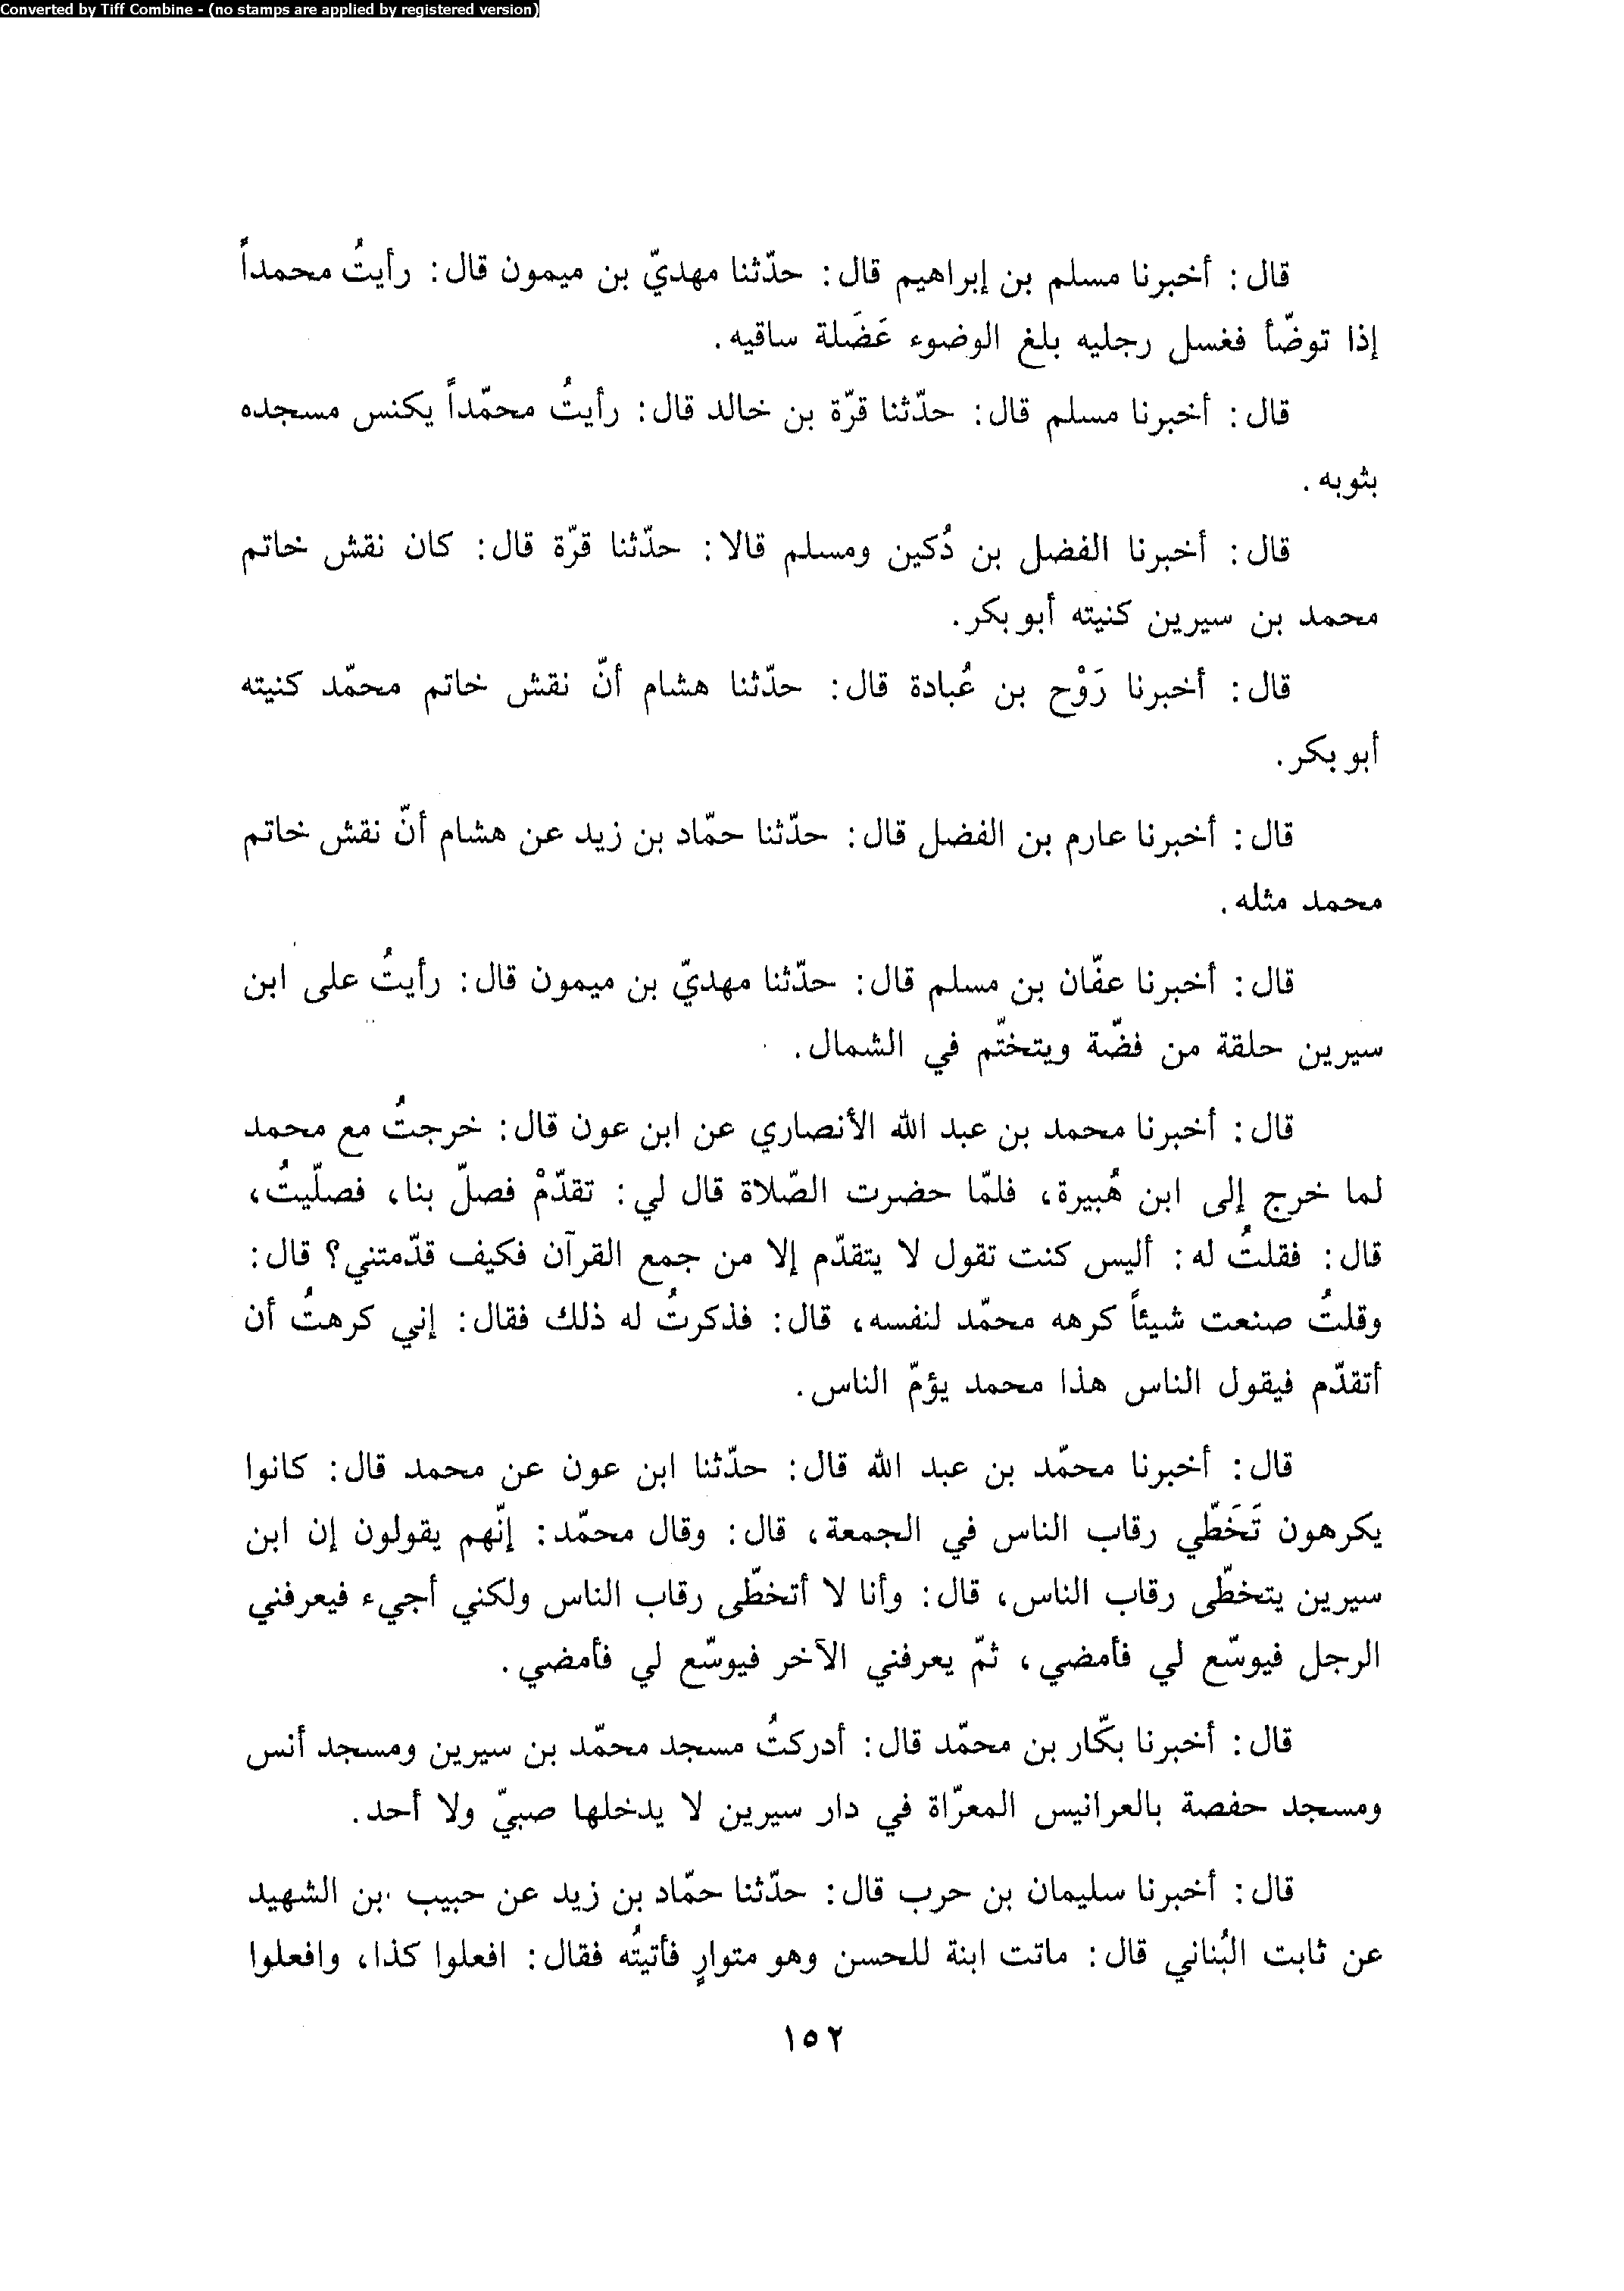 Converted by Tiff Combine - (no stamps are applied by registered version)
قال: أخبرنا مسلم بن إبراهيم قال: حدّثنا مهديّ بن ميمون قال: رأيتُ محمداً
إذا توضّأ فغسل رجليه بلغ الوضوء عَضَلة ساقيه.
قال: أخبرنا مسلم قال: حدّثنا قرّة بن خالد قال: رأيتُ محمّداً يكنس مسجده
بثوبه.
قال: أخبرنا الفضل بن دُكين ومسلم قالا: حدّثنا قرّة قال: كان نقش خاتم
محمد بن سيرين كنيته أبو بكر.
قال: أخبرنا رَوْح بن عُبادة قال: حدّثنا هشام أنّ نقش خاتم محمّد كنيته
أبو بكر.
قال: أخبرنا عارم بن الفضل قال: حدّثنا حمّاد بن زيد عن هشام أنّ نقش خاتم
محمد مثله.
قال: أخبرنا عفّان بن مسلم قال: حدّثنا مهديّ بن ميمون قال: رأيتُ على ابن
سيرين حلقة من فضّة ويتختّم في الشمال.
قال: أخبرنا محمد بن عبد الله الأنصاري عن ابن عون قال: خرجتُ مع محمد
لما خرج إلى ابن هُبيرة، فلمّا حضرت الصّلاة قال لي: تقدّمْ فصلّ بنا، فصلّيتُ،
قال: فقلتُ له: أليس كنت تقول لا يتقدّم إلا من جمع القرآن فكيف قدّمتني؟ قال:
وقلتُ صنعت شيئاً كرهه محمّد لنفسه، قال: فذكرتُ له ذلك فقال: إني كرهتُ أن
أتقدّم فيقول الناس هذا محمد يؤمّ الناس.
قال: أخبرنا محمّد بن عبد الله قال: حدّثنا ابن عون عن محمد قال: كانوا
يكرهون تَخَطّي رقاب الناس في الجمعة، قال: وقال محمّد: إنّهم يقولون إن ابن
سيرين يتخطّى رقاب الناس، قال: وأنا لا أتخطّى رقاب الناس ولكني أجيء فيعرفني
الرجل فيوسّع لي فأمضي، ثمّ يعرفني الآخر فيوسّع لي فأمضي.
قال: أخبرنا بكّار بن محمّد قال: أدركتُ مسجد محمّد بن سيرين ومسجد أنس
ومسجد حفصة بالعرانيس المعرّاة في دار سيرين لا يدخلها صبيّ ولا أحد.
قال: أخبرنا سليمان بن حرب قال: حدّثنا حمّاد بن زيد عن حبيب بن الشهيد
عن ثابت البُناني قال: ماتت ابنة للحسن وهو متوارٍ فأتيتُه فقال: افعلوا كذا، وافعلوا
١٥٢